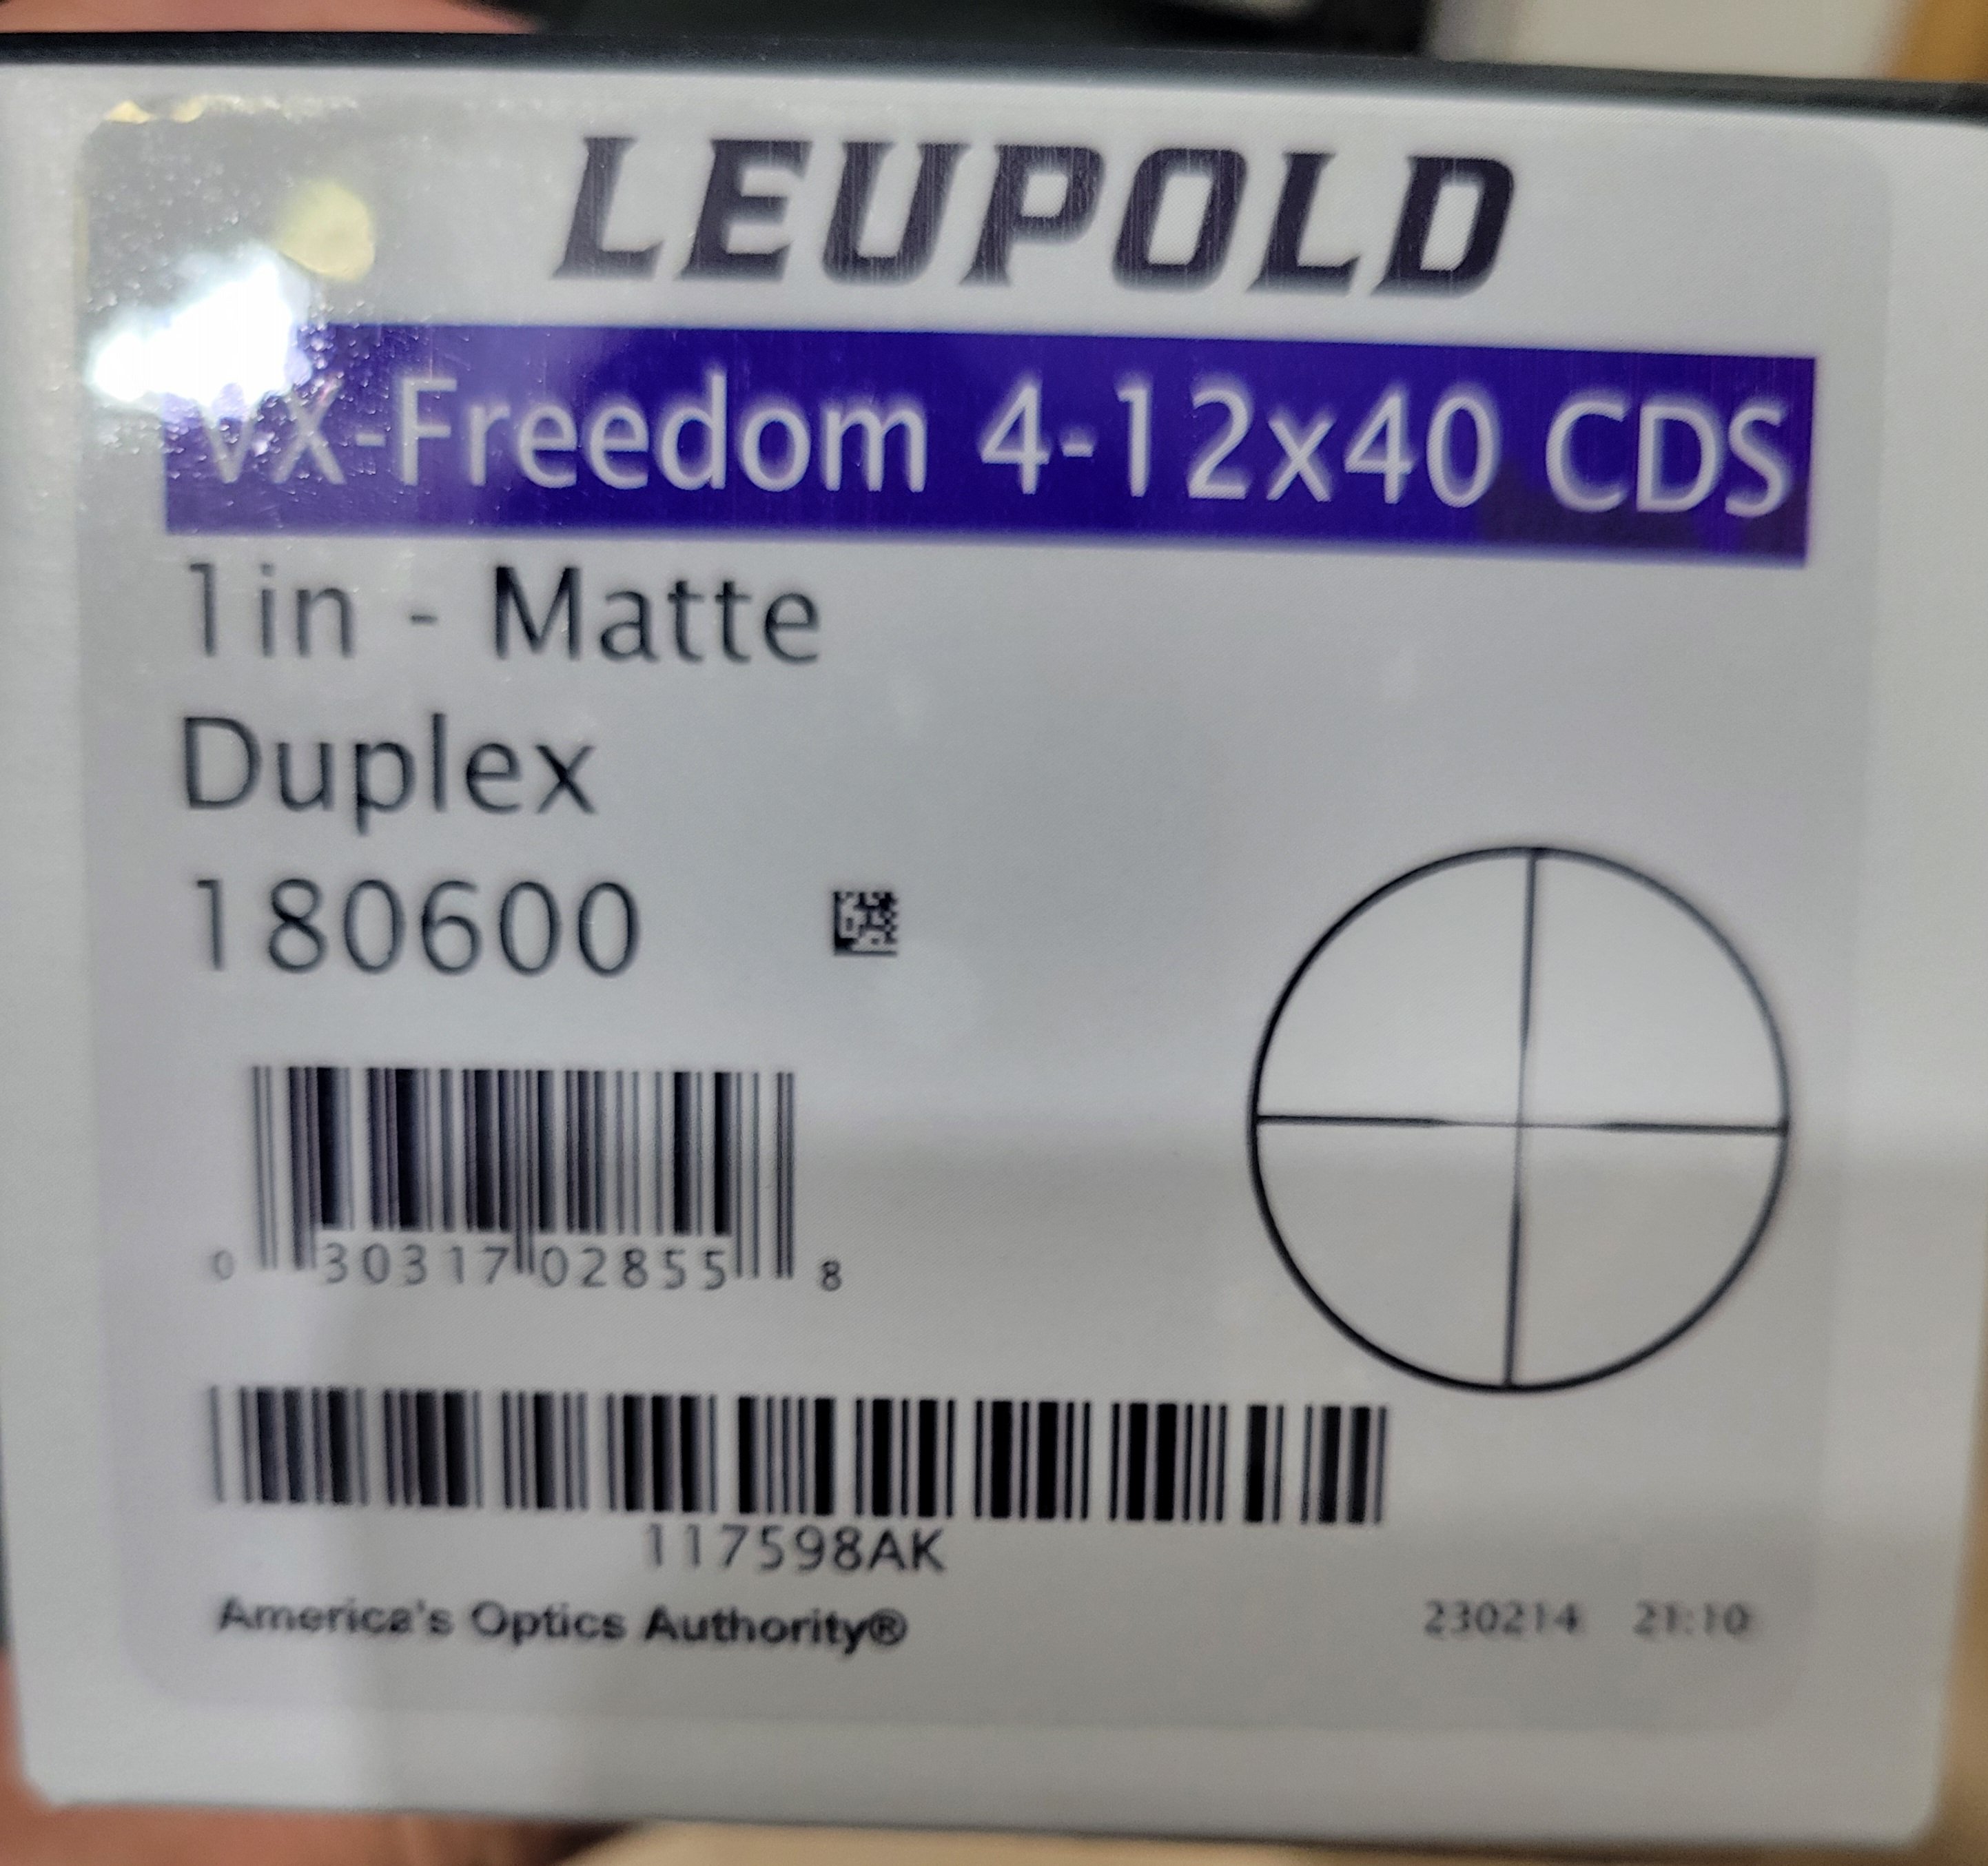 LEUPOLD
VX-Freedom 4-12x40 CDS
1in - Matte
Duplex
180600
0 30317 02855 8
117598AK
America's Optics Authority®
230214 21:10